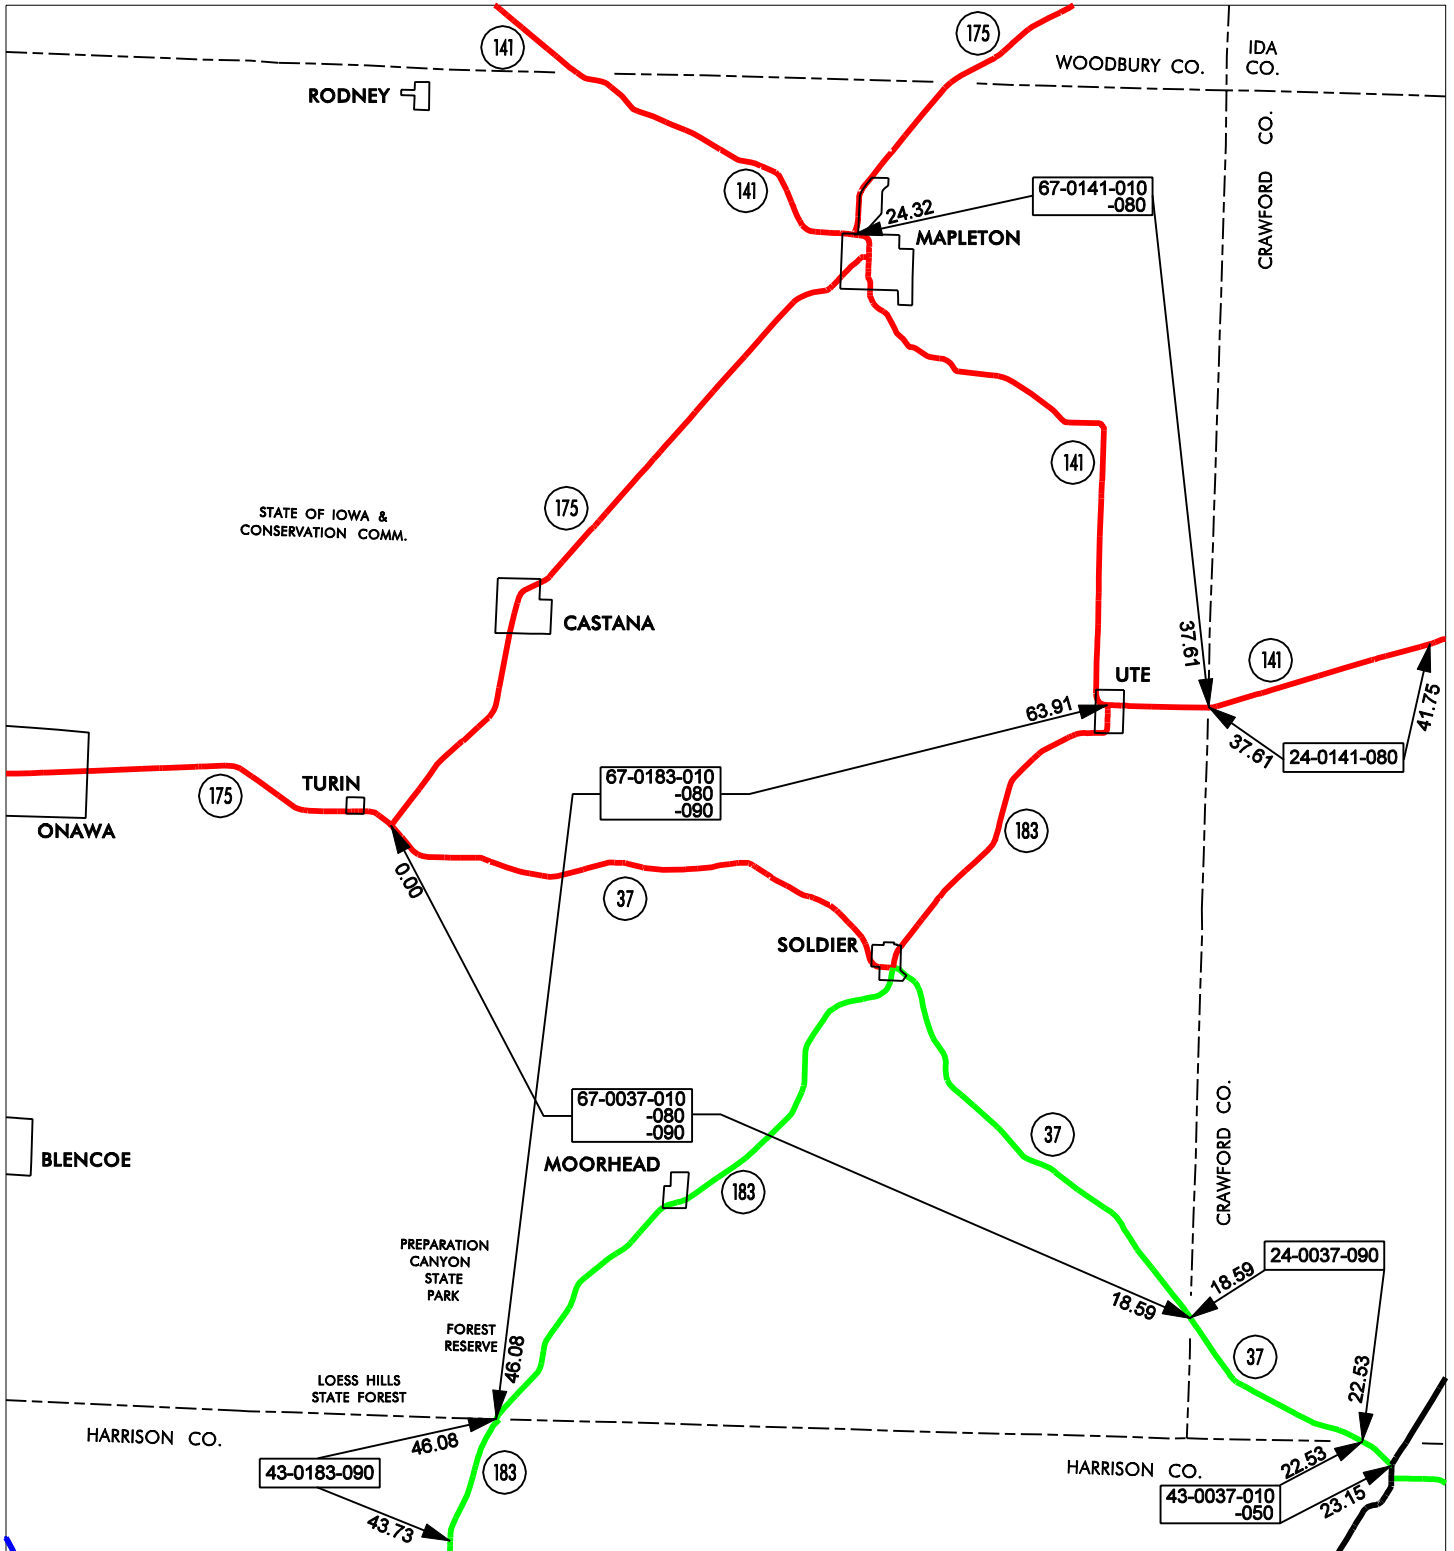 141
175
WOODBURY CO.
IDA
CO.
RODNEY
CRAWFORD CO.
141
67-0141-010
-080
24.32
MAPLETON
141
175
STATE OF IOWA &
CONSERVATION COMM.
CASTANA
37.61
141
UTE
63.91
41.75
37.61
24-0141-080
TURIN
67-0183-010
-080
-090
175
ONAWA
183
0.00
37
SOLDIER
67-0037-010
-080
-090
37
CRAWFORD CO.
BLENCOE
MOORHEAD
183
PREPARATION
CANYON
STATE
PARK
24-0037-090
18.59
18.59
FOREST
RESERVE
46.08
37
22.53
LOESS HILLS
STATE FOREST
HARRISON CO.
46.08
43-0183-090
183
HARRISON CO.
22.53
43-0037-010
-050
23.15
43.73